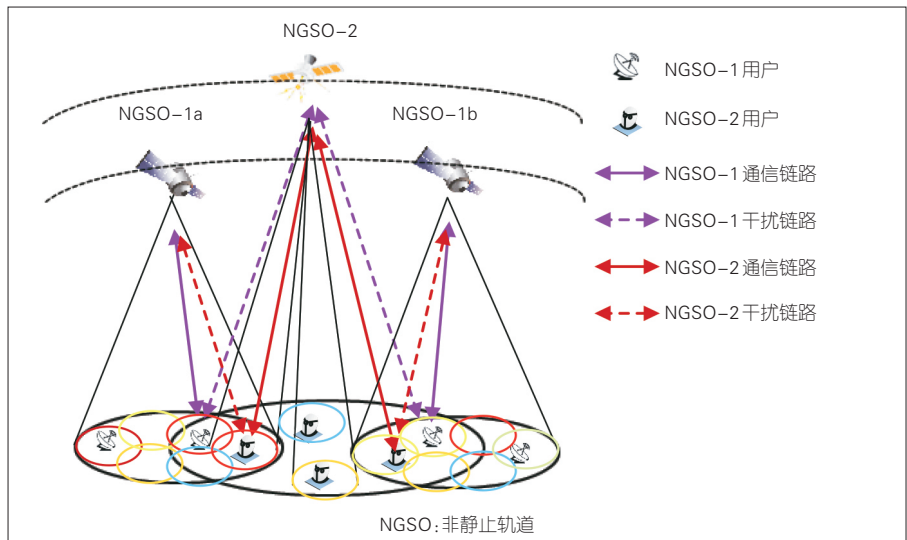 NGSO-2
NGSO-1a
NGSO-1b
NGSO-1用户
NGSO-2用户
NGSO-1通信链路
NGSO-1干扰链路
NGSO-2通信链路
NGSO-2干扰链路
NGSO:非静止轨道